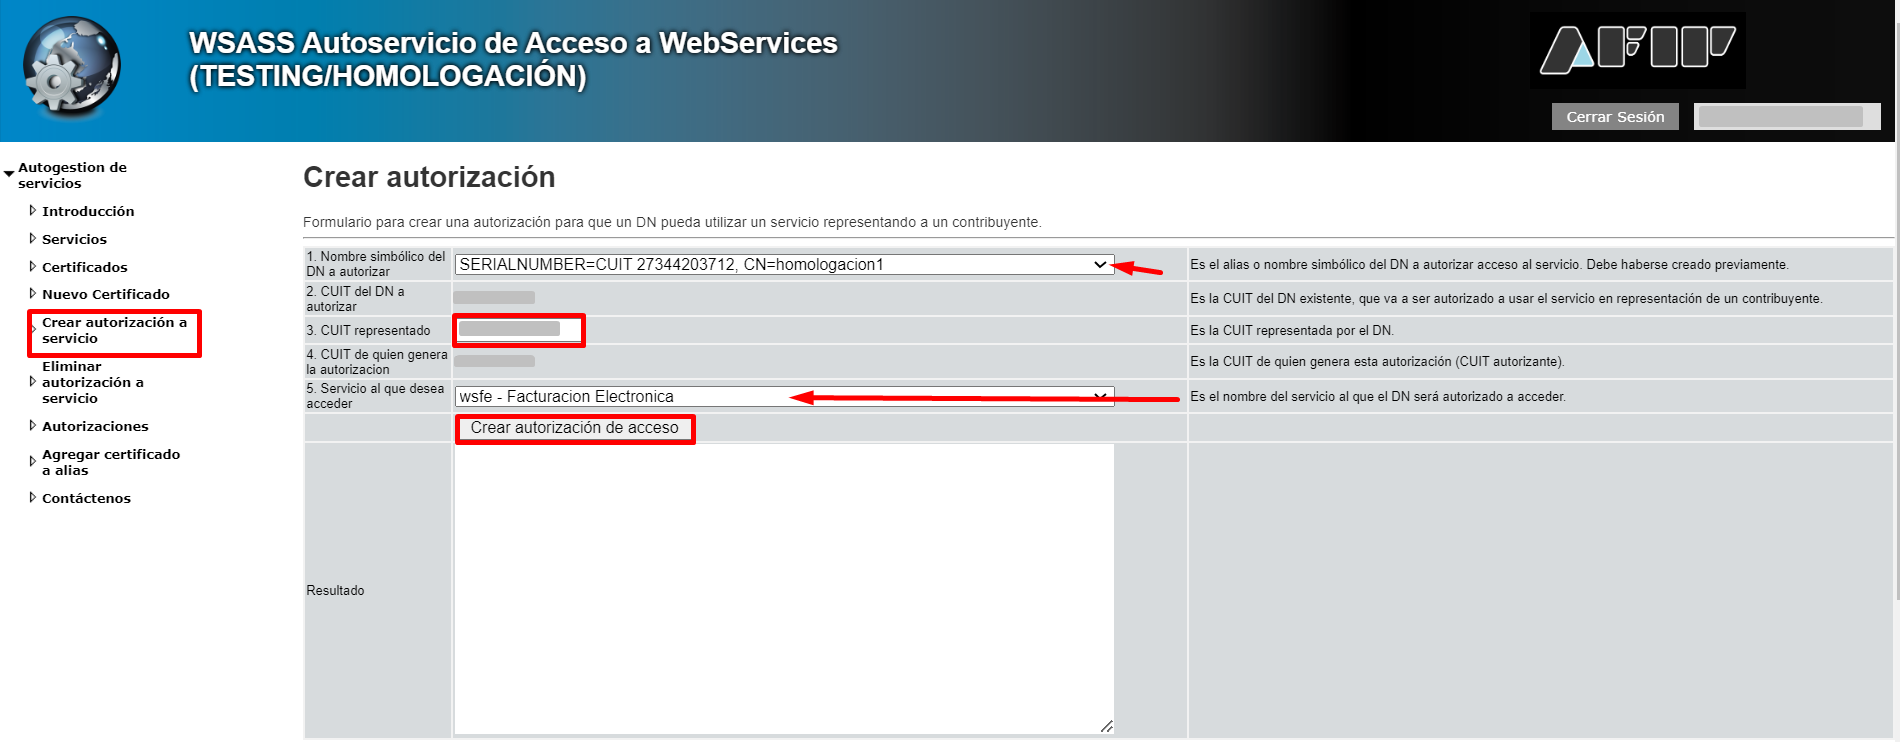 WSASS Autoservicio de Acceso a WebServices
(TESTING/HOMOLOGACIÓN)
AFIP
Cerrar Sesión
Autogestion de
servicios
Introducción
Servicios
Certificados
Nuevo Certificado
Crear autorización a
servicio
Eliminar
autorización a
servicio
Autorizaciones
Agregar certificado
a alias
Contáctenos
Crear autorización
Formulario para crear una autorización para que un DN pueda utilizar un servicio representando a un contribuyente.
1. Nombre simbólico del
DN a autorizar
SERIALNUMBER=CUIT 27344203712, CN=homologacion1
Es el alias o nombre simbólico del DN a autorizar acceso al servicio. Debe haberse creado previamente.
2. CUIT del DN a
autorizar
Es la CUIT del DN existente, que va a ser autorizado a usar el servicio en representación de un contribuyente.
3. CUIT representado
Es la CUIT representada por el DN.
4. CUIT de quien genera
la autorizacion
Es la CUIT de quien genera esta autorización (CUIT autorizante).
5. Servicio al que desea
acceder
wsfe - Facturacion Electronica
Es el nombre del servicio al que el DN será autorizado a acceder.
Crear autorización de acceso
Resultado